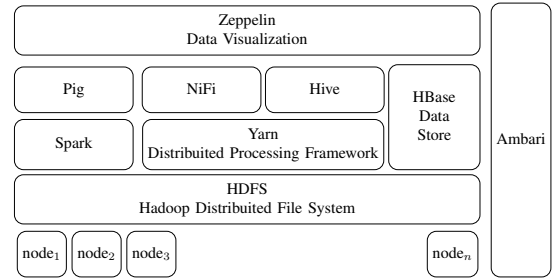 Zeppelin
Data Visualization
Pig
NiFi
Hive
HBase
Data
Store
Ambari
Spark
Yarn
Distribuited Processing Framework
HDFS
Hadoop Distribuited File System
node₁
node₂
node₃
nodeₙ